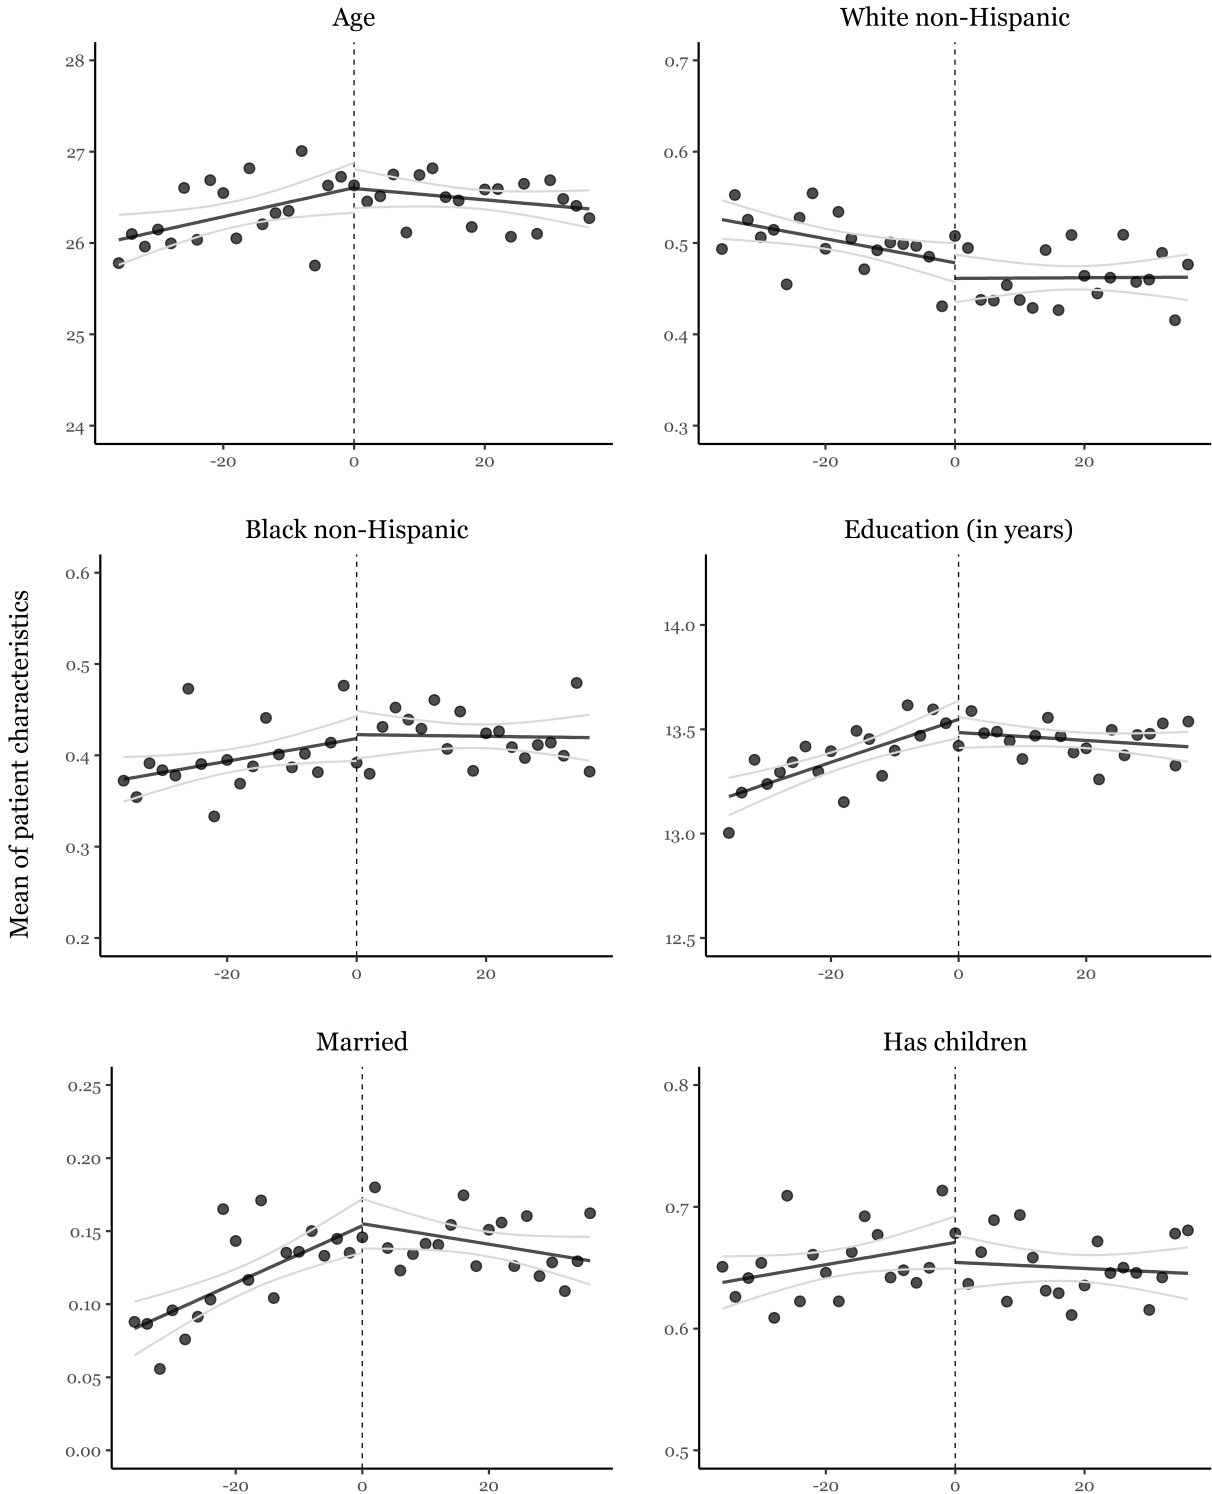 Mean of patient characteristics
Age
28
27
26
25
24
-20 0 20
White non-Hispanic
0.7
0.6
0.5
0.4
0.3
-20 0 20
Black non-Hispanic
0.6
0.5
0.4
0.3
0.2
-20 0 20
Education (in years)
14.0
13.5
13.0
12.5
-20 0 20
Married
0.25
0.20
0.15
0.10
0.05
0.00
-20 0 20
Has children
0.8
0.7
0.6
0.5
-20 0 20